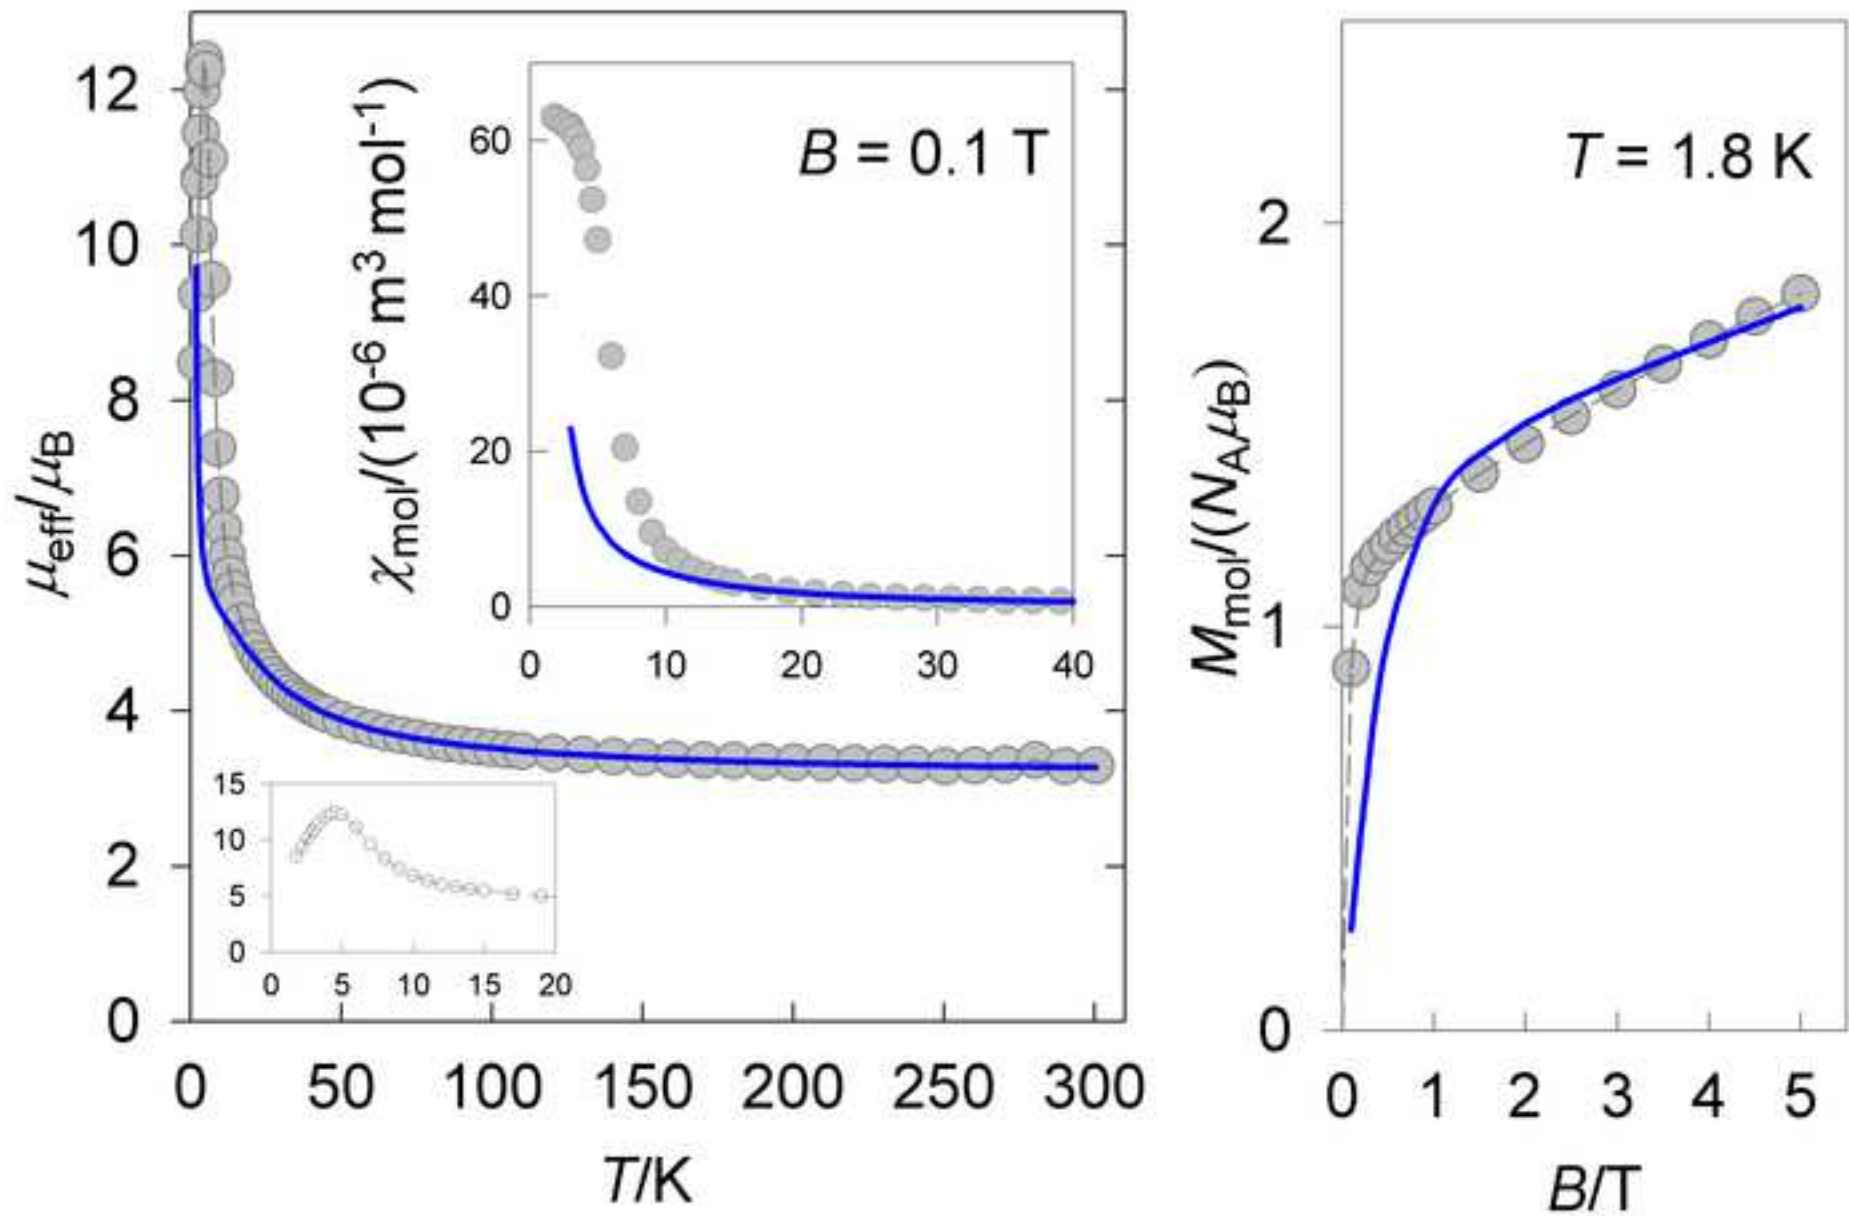 μeff/μB
12
10
8
6
4
2
0
0 50 100 150 200 250 300
T/K
χmol/(10⁻⁶ m³ mol⁻¹)
B = 0.1 T
60
40
20
0
0 10 20 30 40
15
10
5
0
0 5 10 15 20
Mmol/(NAμB)
T = 1.8 K
2
1
0
0 1 2 3 4 5
B/T